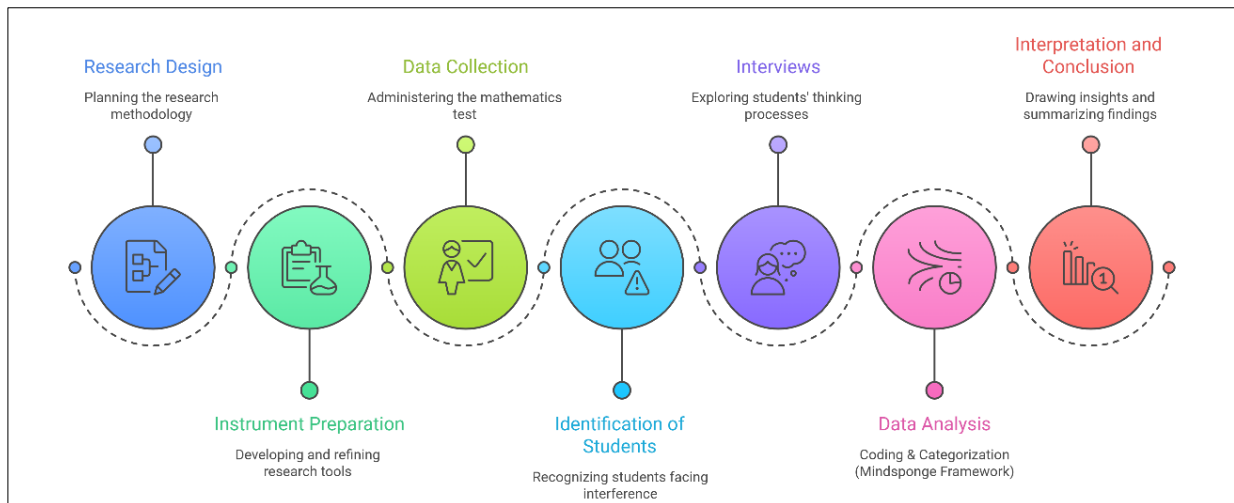 Research Design
Planning the research
methodology
Instrument Preparation
Developing and refining
research tools
Data Collection
Administering the mathematics
test
Identification of
Students
Recognizing students facing
interference
Interviews
Exploring students' thinking
processes
Data Analysis
Coding & Categorization
(Mindsponge Framework)
Interpretation and
Conclusion
Drawing insights and
summarizing findings
1